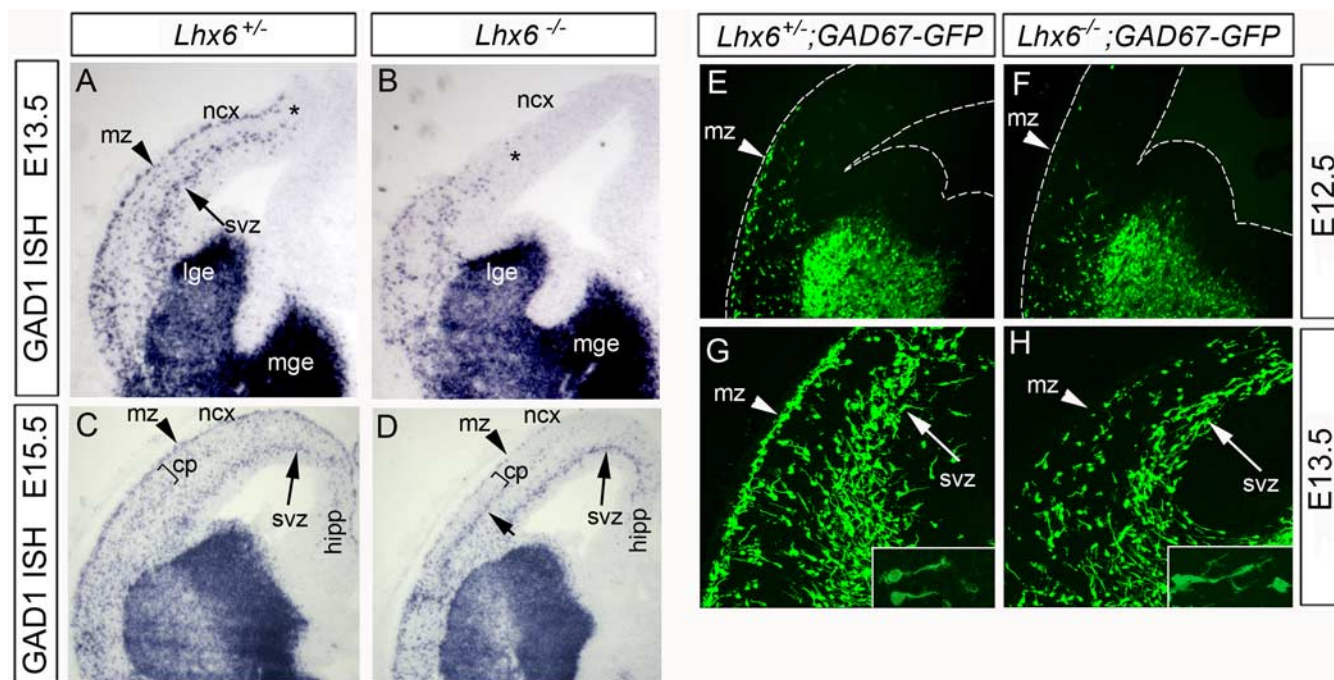 Lhx6+/-
Lhx6 -/-
Lhx6+/-;GAD67-GFP
Lhx6-/-;GAD67-GFP
GAD1 ISH E13.5
A
ncx
*
mz
svz
lge
mge
B
ncx
*
lge
mge
E
mz
F
mz
E12.5
GAD1 ISH E15.5
C
mz
ncx
cp
svz
hipp
D
mz
ncx
cp
svz
hipp
G
mz
svz
H
mz
svz
E13.5